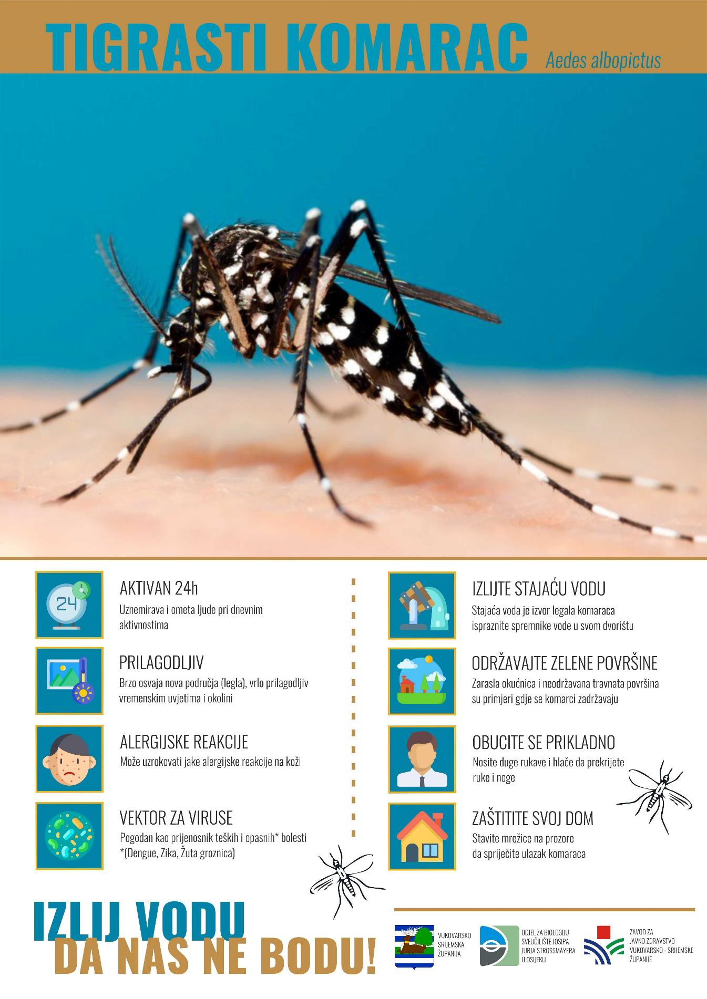 TIGRASTI KOMARAC Aedes albopictus
24
AKTIVAN 24h
Uznemirava i ometa ljude pri dnevnim
aktivnostima
PRILAGODLJIV
Brzo osvaja nova područja (legla), vrlo prilagodljiv
vremenskim uvjetima i okolini
ALERGIJSKE REAKCIJE
Može uzrokovati jake alergijske reakcije na koži
VEKTOR ZA VIRUSE
Pogodan kao prijenosnik teških i opasnih* bolesti
*(Dengue, Zika, Žuta groznica)
IZLIJTE STAJAĆU VODU
Stajaća voda je izvor legala komaraca
ispraznite spremnike vode u svom dvorištu
ODRŽAVAJTE ZELENE POVRŠINE
Zarasla okućnica i neodržavana travnata površina
su primjeri gdje se komarci zadržavaju
OBUCITE SE PRIKLADNO
Nosite duge rukave i hlače da prekrijete
ruke i noge
ZAŠTITITE SVOJ DOM
Stavite mrežice na prozore
da spriječite ulazak komaraca
IZLIJ VODU
DA NAS NE BODU!
VUKOVARSKO
SRIJEMSKA
ŽUPANIJA
ODJEL ZA BIOLOGIJU
SVEUČILIŠTE JOSIPA
JURJA STROSSMAYERA
U OSIJEKU
ZAVOD ZA
JAVNO ZDRAVSTVO
VUKOVARSKO - SRIJEMSKE
ŽUPANIJE